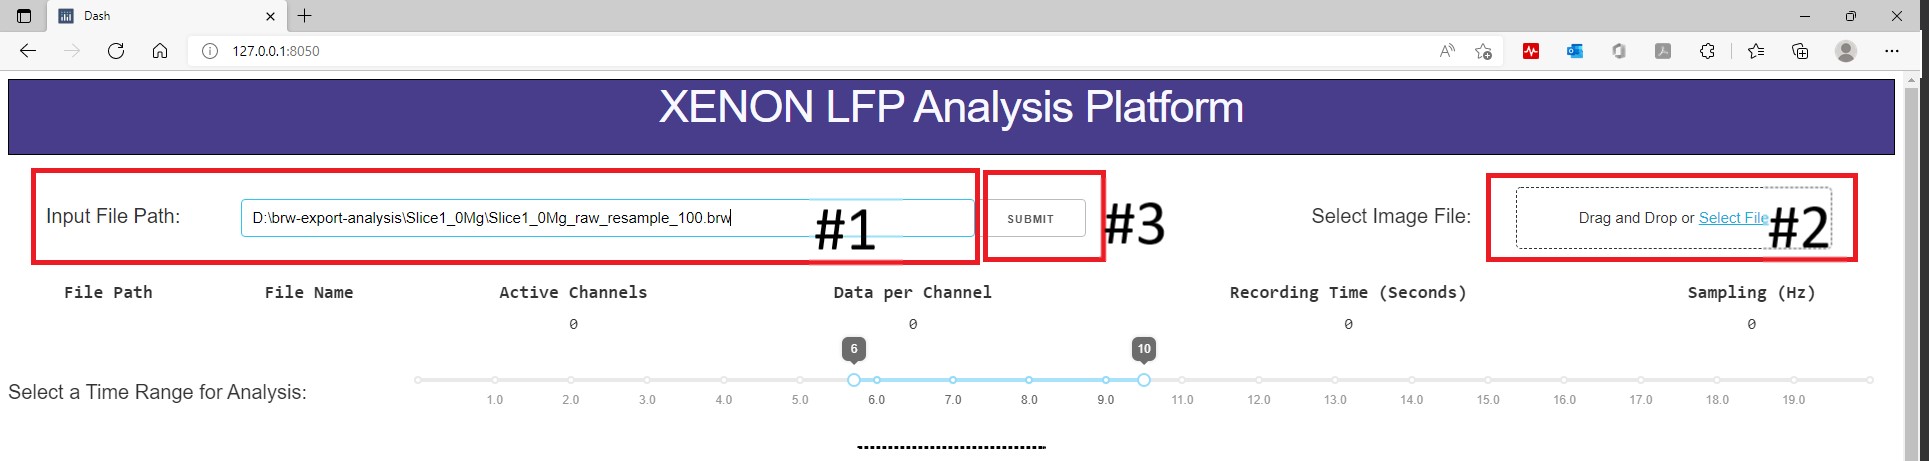 Dash
127.0.0.1:8050
XENON LFP Analysis Platform
Input File Path:
D:\brw-export-analysis\Slice1_0Mg\Slice1_0Mg_raw_resample_100.brw
#1
SUBMIT
#3
Select Image File:
Drag and Drop or Select File
#2
File Path File Name Active Channels Data per Channel Recording Time (Seconds) Sampling (Hz)
0 0 0 0
6 10
Select a Time Range for Analysis:
1.0 2.0 3.0 4.0 5.0 6.0 7.0 8.0 9.0 11.0 12.0 13.0 14.0 15.0 16.0 17.0 18.0 19.0